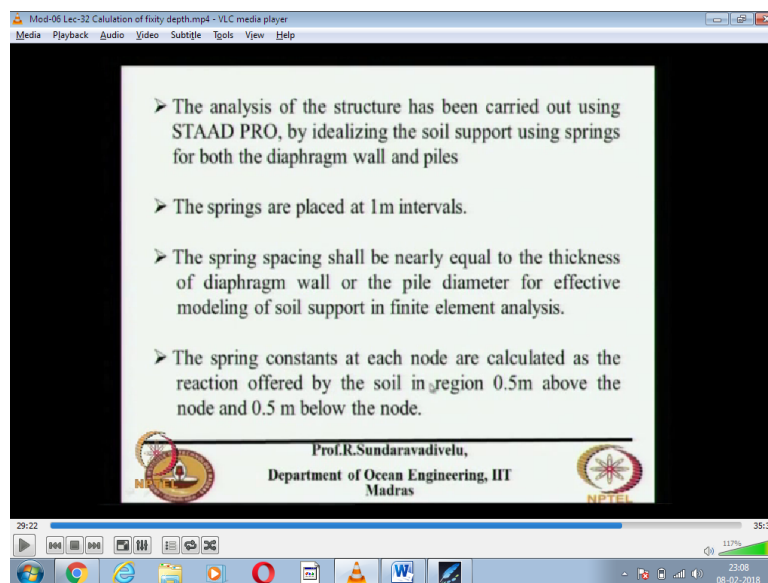 Mod-06 Lec-32 Calulation of fixity depth.mp4 - VLC media player
Media Playback Audio Video Subtitle Tools View Help
➢ The analysis of the structure has been carried out using
STAAD PRO, by idealizing the soil support using springs
for both the diaphragm wall and piles
➢ The springs are placed at 1m intervals.
➢ The spring spacing shall be nearly equal to the thickness
of diaphragm wall or the pile diameter for effective
modeling of soil support in finite element analysis.
➢ The spring constants at each node are calculated as the
reaction offered by the soil in region 0.5m above the
node and 0.5 m below the node.
Prof.R.Sundaravadivelu,
Department of Ocean Engineering, IIT
Madras
NPTEL
29:22
117%
23:08
08-02-2018